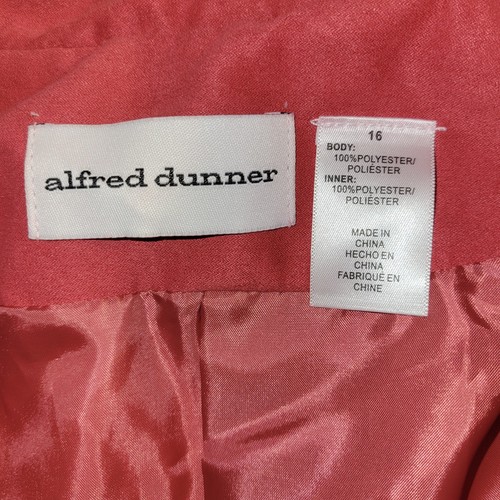 alfred dunner
16
BODY:
100%POLYESTER/
POLIÉSTER
INNER:
100%POLYESTER/
POLIÉSTER
MADE IN
CHINA
HECHO EN
CHINA
FABRIQUÉ EN
CHINE